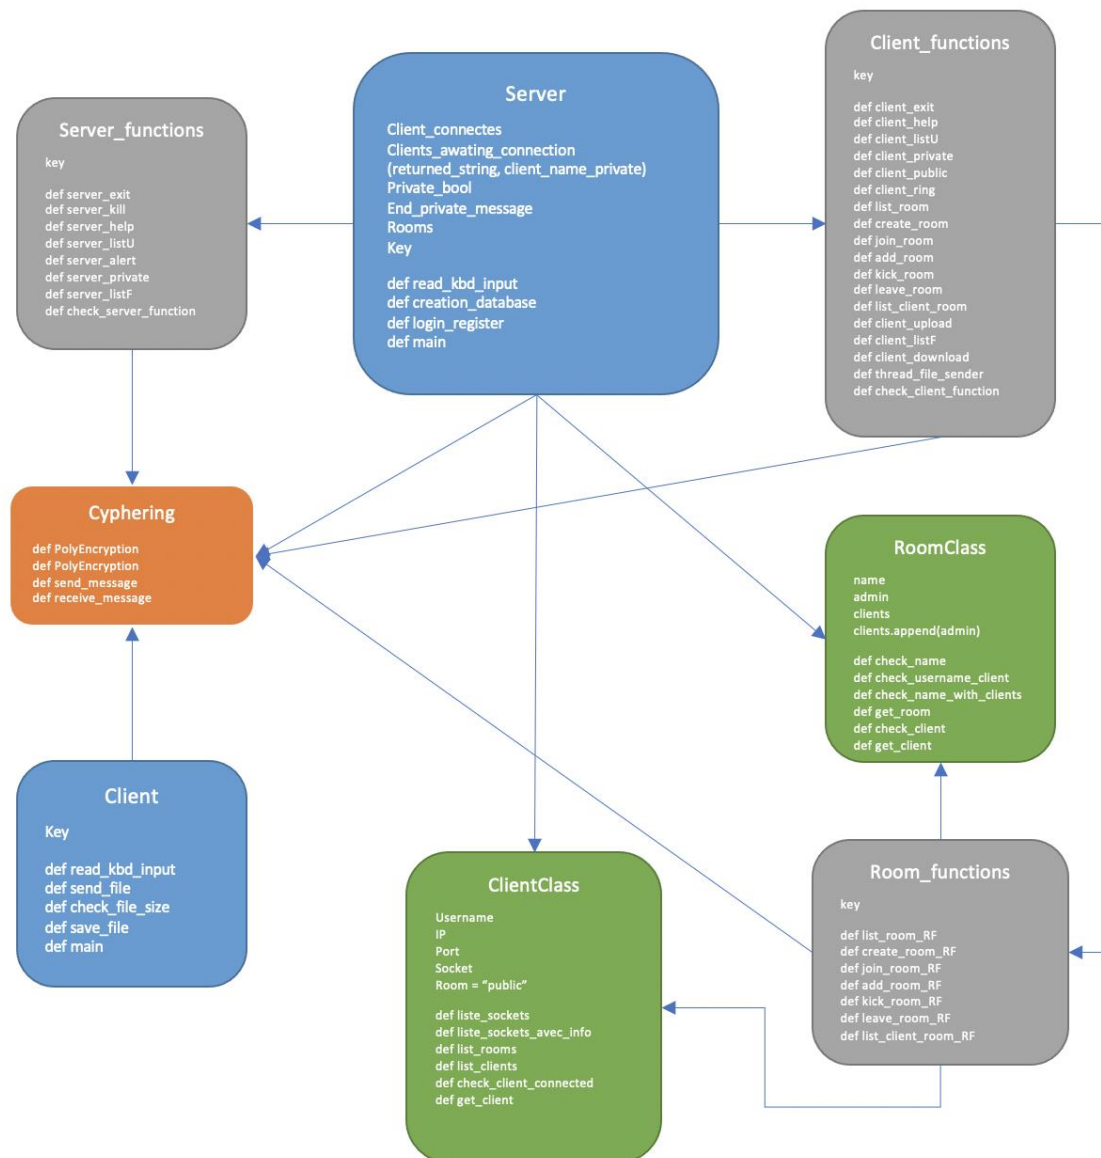 Client_functions
key
def client_exit
def client_help
def client_listU
def client_private
def client_public
def client_ring
def list_room
def create_room
def join_room
def add_room
def kick_room
def leave_room
def list_client_room
def client_upload
def client_listF
def client_download
def thread_file_sender
def check_client_function
Server
Client_connectes
Clients_awating_connection
(returned_string, client_name_private)
Private_bool
End_private_message
Rooms
Key
def read_kbd_input
def creation_database
def login_register
def main
Server_functions
key
def server_exit
def server_kill
def server_help
def server_listU
def server_alert
def server_private
def server_listF
def check_server_function
Cyphering
def PolyEncryption
def PolyEncryption
def send_message
def receive_message
RoomClass
name
admin
clients
clients.append(admin)
def check_name
def check_username_client
def check_name_with_clients
def get_room
def check_client
def get_client
Client
Key
def read_kbd_input
def send_file
def check_file_size
def save_file
def main
ClientClass
Username
IP
Port
Socket
Room = “public”
def liste_sockets
def liste_sockets_avec_info
def list_rooms
def list_clients
def check_client_connected
def get_client
Room_functions
key
def list_room_RF
def create_room_RF
def join_room_RF
def add_room_RF
def kick_room_RF
def leave_room_RF
def list_client_room_RF